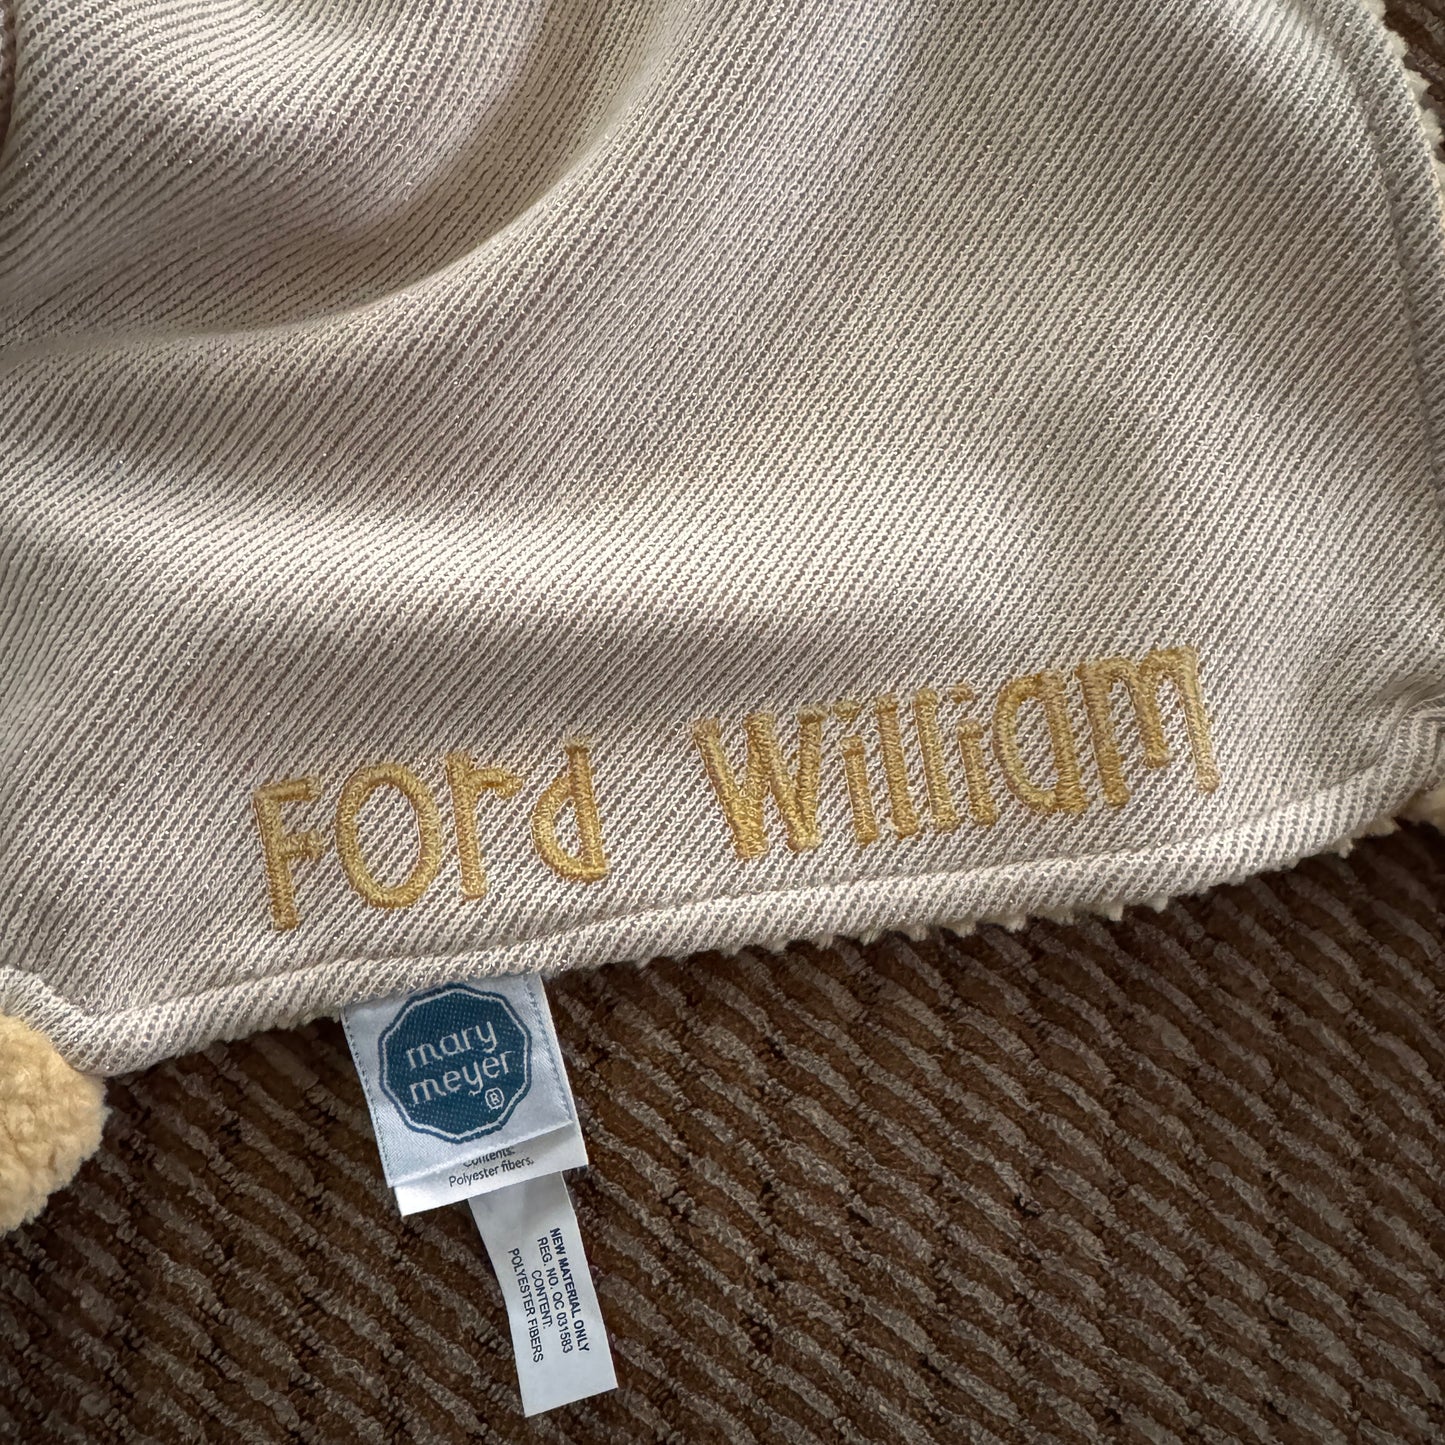 Ford William
mary
meyer
®
Contents:
Polyester fibers.
NEW MATERIAL ONLY
REG. NO. QC 031583
CONTENT:
POLYESTER FIBERS